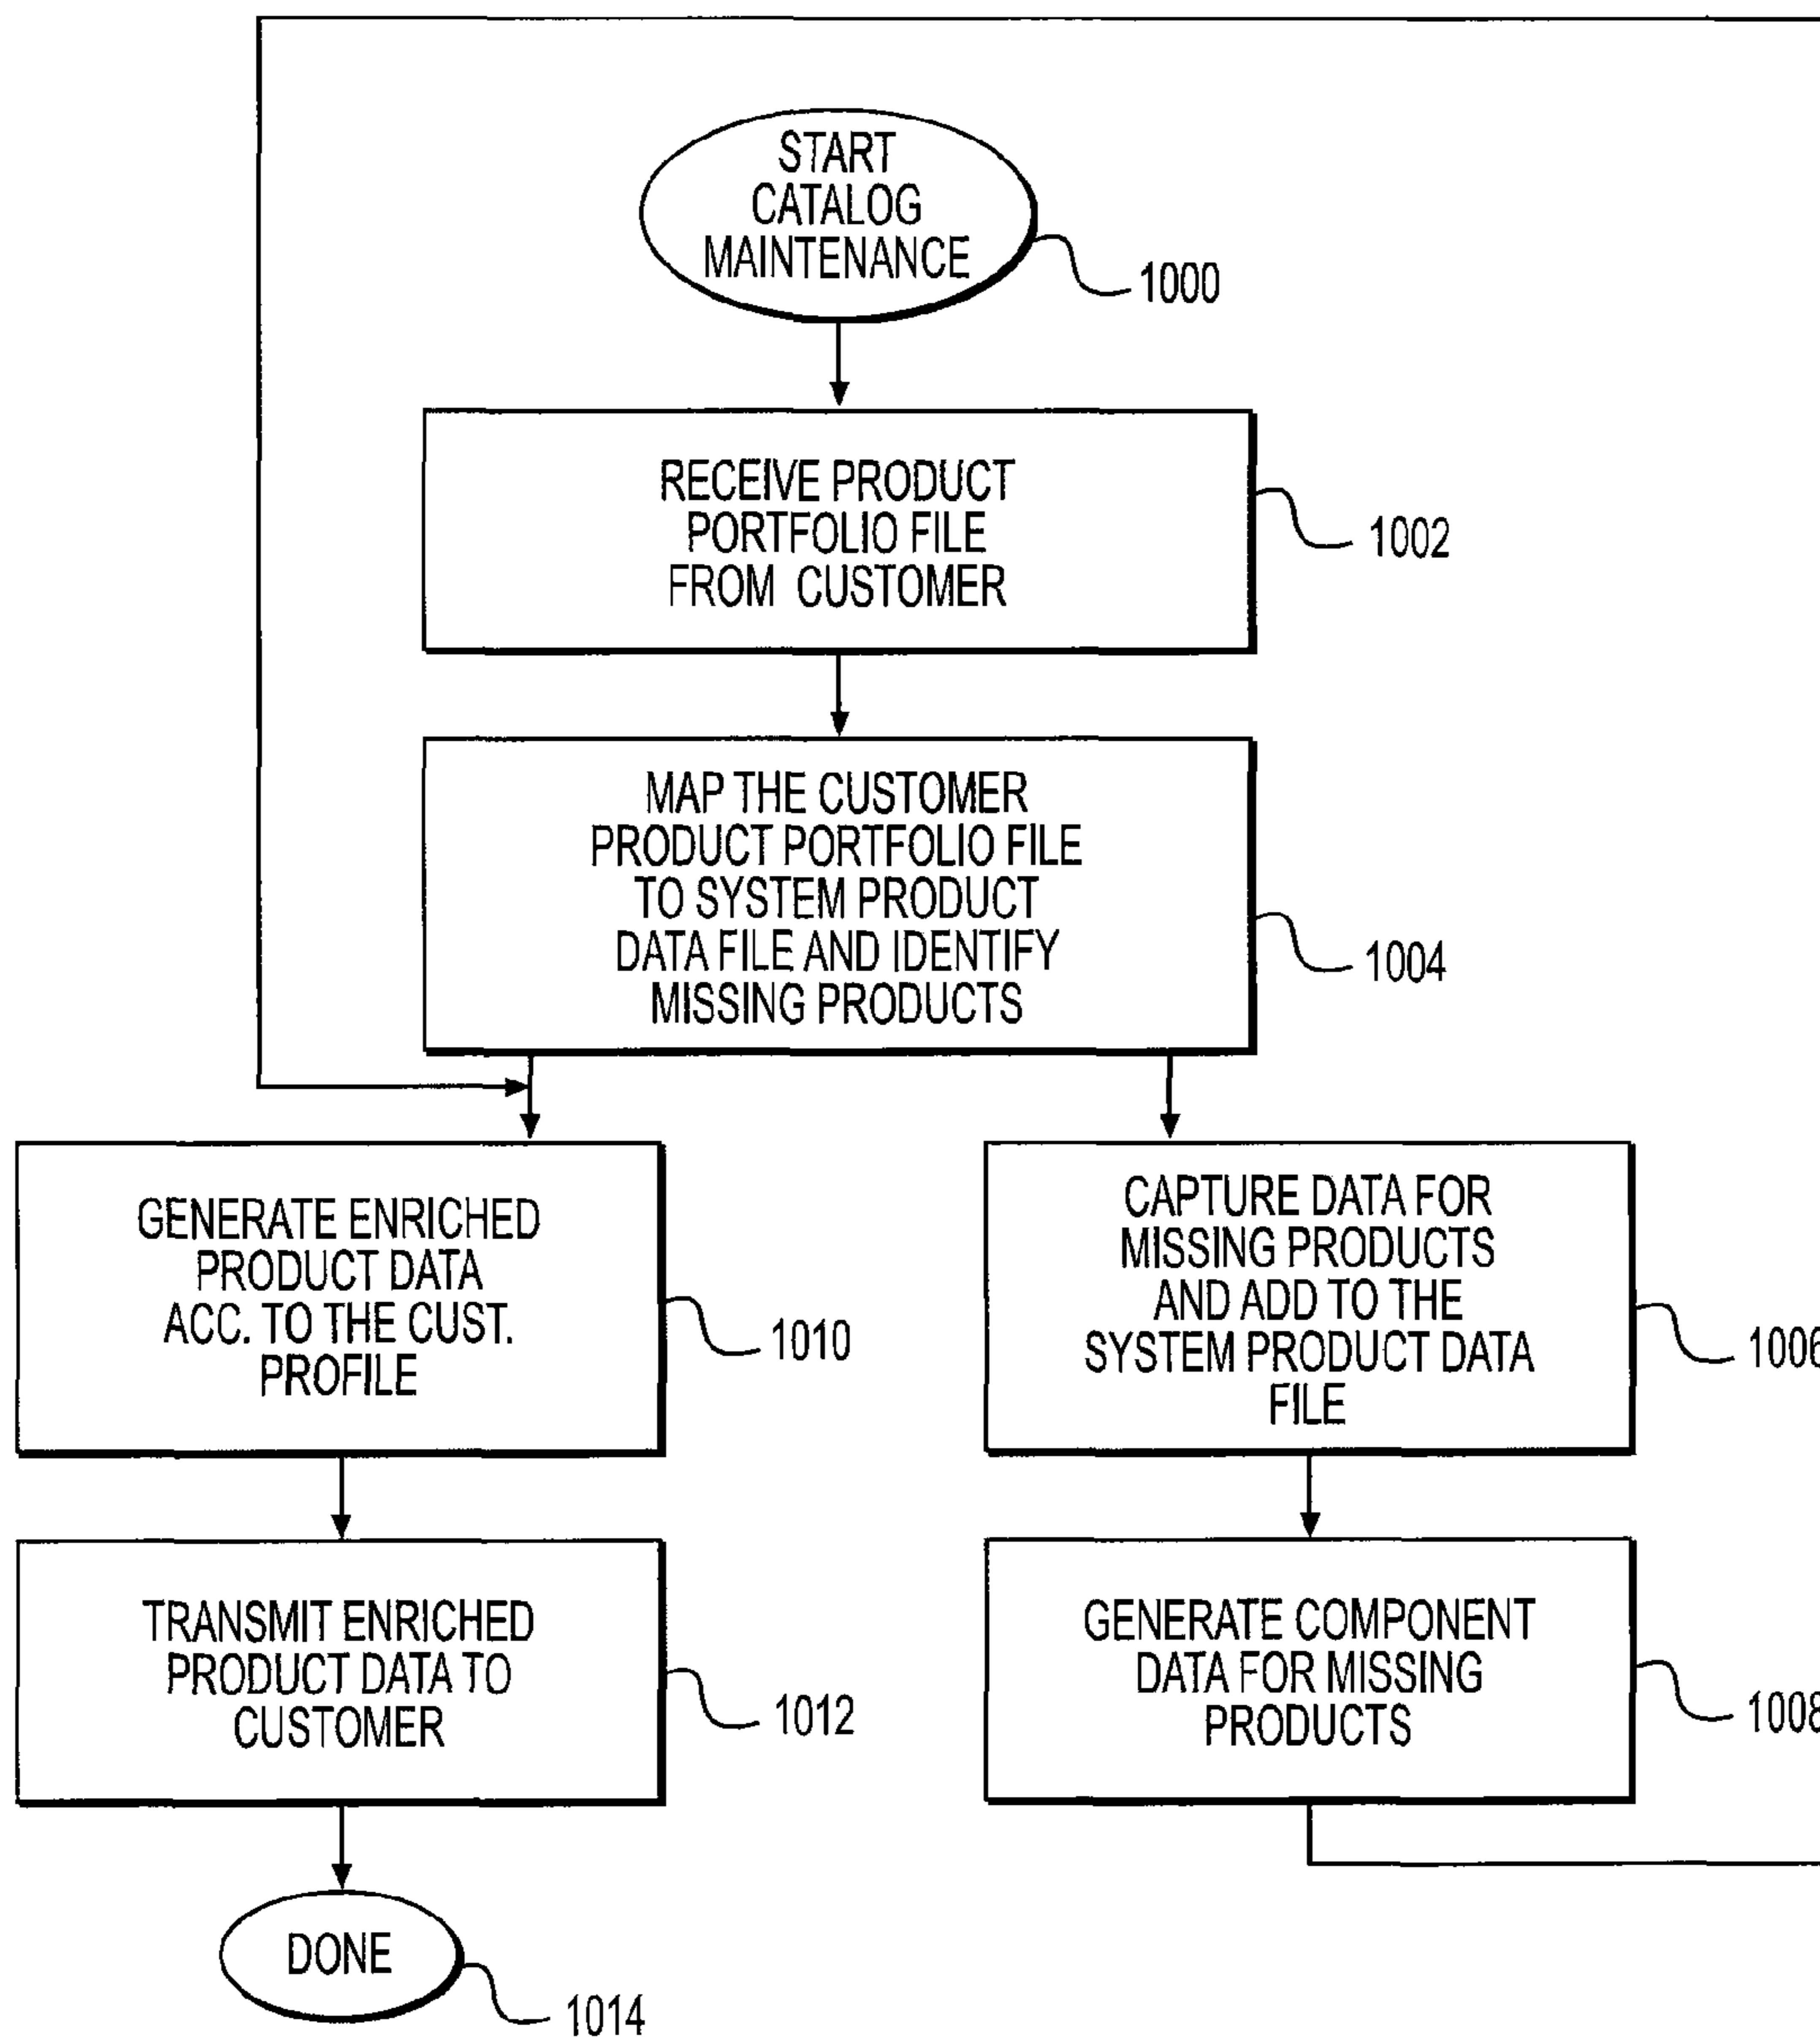 START
CATALOG
MAINTENANCE
1000
RECEIVE PRODUCT
PORTFOLIO FILE
FROM CUSTOMER
1002
MAP THE CUSTOMER
PRODUCT PORTFOLIO FILE
TO SYSTEM PRODUCT
DATA FILE AND IDENTIFY
MISSING PRODUCTS
1004
GENERATE ENRICHED
PRODUCT DATA
ACC. TO THE CUST.
PROFILE
1010
CAPTURE DATA FOR
MISSING PRODUCTS
AND ADD TO THE
SYSTEM PRODUCT DATA
FILE
1006
TRANSMIT ENRICHED
PRODUCT DATA TO
CUSTOMER
1012
GENERATE COMPONENT
DATA FOR MISSING
PRODUCTS
1008
DONE
1014